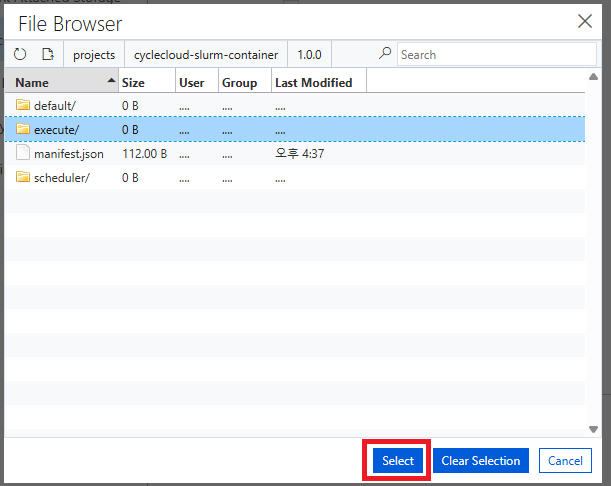 File Browser
projects cyclecloud-slurm-container 1.0.0 Search
Name Size User Group Last Modified
default/ 0 B .... .... ....
execute/ 0 B .... .... ....
manifest.json 112.00 B .... .... 오후 4:37
scheduler/ 0 B .... .... ....
Select Clear Selection Cancel